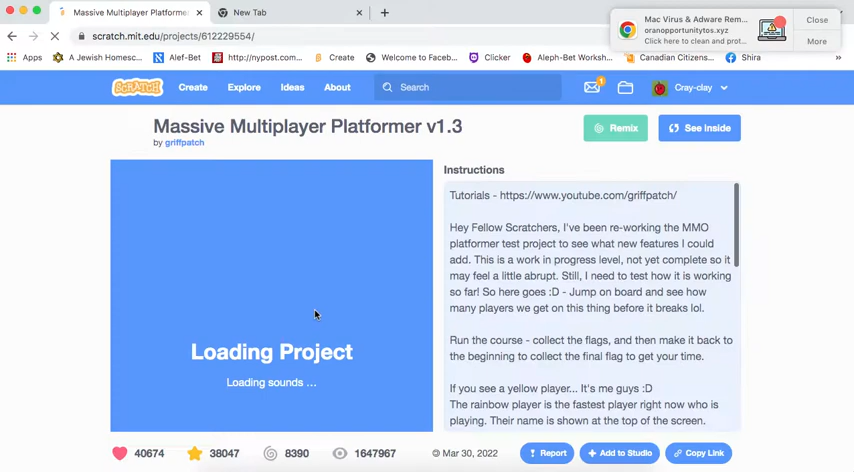 Massive Multiplayer Platforme
New Tab
Mac Virus & Adware Rem...
oranopportunitytos.xyz
Click here to clean and prot...
Close
More
scratch.mit.edu/projects/612229554/
Apps
A Jewish Homesc...
Alef-Bet
http://nypost.com...
Create
Welcome to Faceb...
Clicker
Aleph-Bet Worksh...
Canadian Citizens...
Shira
SCRATCH
Create
Explore
Ideas
About
Search
1
Cray-clay
Massive Multiplayer Platformer v1.3
by griffpatch
Remix
See inside
Loading Project
Loading sounds …
Instructions
Tutorials - https://www.youtube.com/griffpatch/
Hey Fellow Scratchers, I've been re-working the MMO
platformer test project to see what new features I could
add. This is a work in progress level, not yet complete so it
may feel a little abrupt. Still, I need to test how it is working
so far! So here goes :D - Jump on board and see how
many players we get on this thing before it breaks lol.
Run the course - collect the flags, and then make it back to
the beginning to collect the final flag to get your time.
If you see a yellow player... It's me guys :D
The rainbow player is the fastest player right now who is
playing. Their name is shown at the top of the screen.
40674
38047
8390
1647967
© Mar 30, 2022
Report
Add to Studio
Copy Link